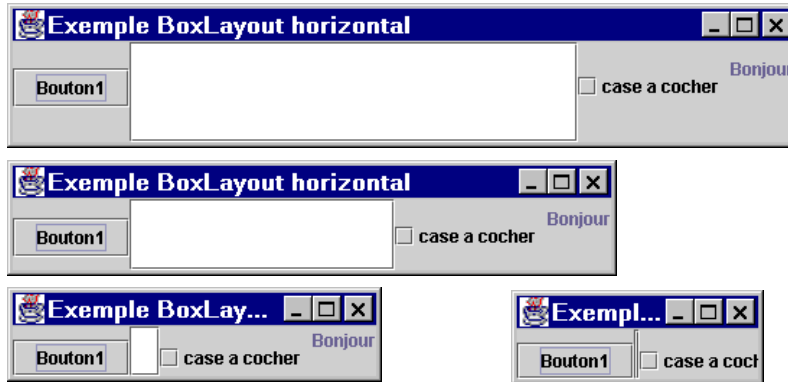 Exemple BoxLayout horizontal
Bouton1
case a cocher
Bonjour
Exemple BoxLayout horizontal
Bouton1
case a cocher
Bonjour
Exemple BoxLay...
Bouton1
case a cocher
Bonjour
Exempl...
Bouton1
case a coch